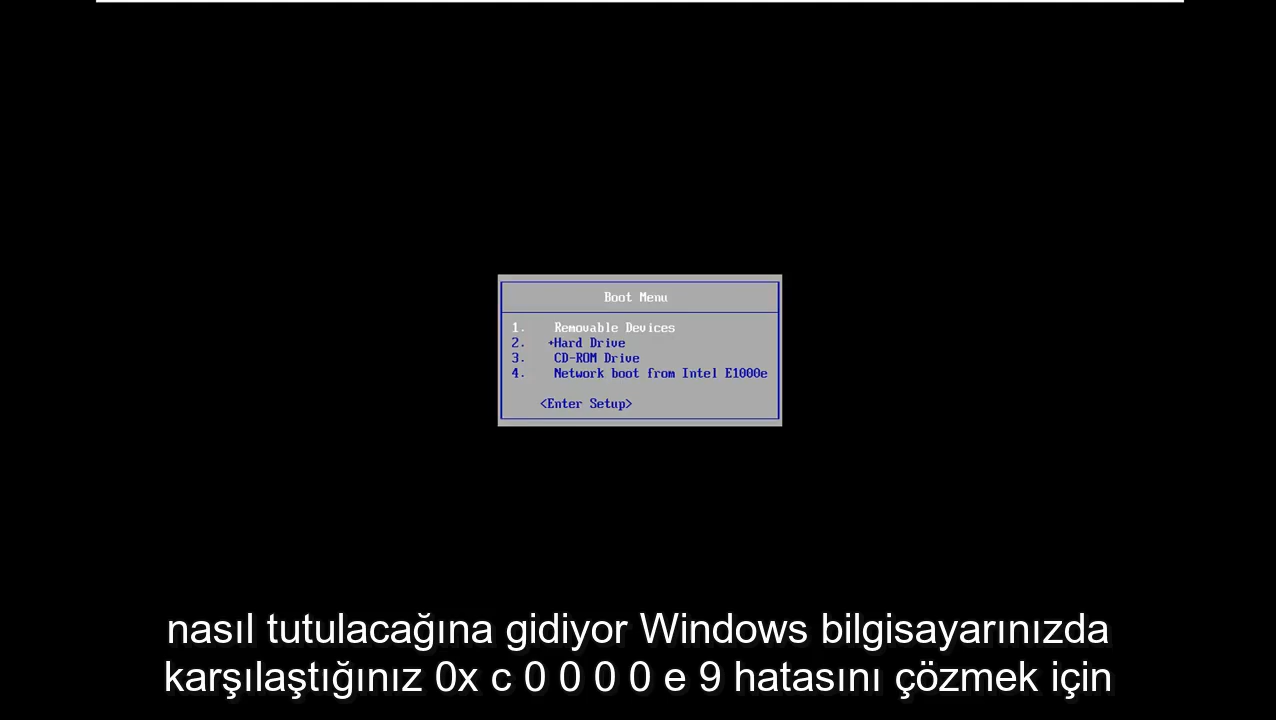 Boot Menu
1. Removable Devices
2. +Hard Drive
3. CD-ROM Drive
4. Network boot from Intel E1000e
<Enter Setup>
nasıl tutulacağına gidiyor Windows bilgisayarınızda
karşılaştığınız 0x c 0 0 0 0 e 9 hatasını çözmek için